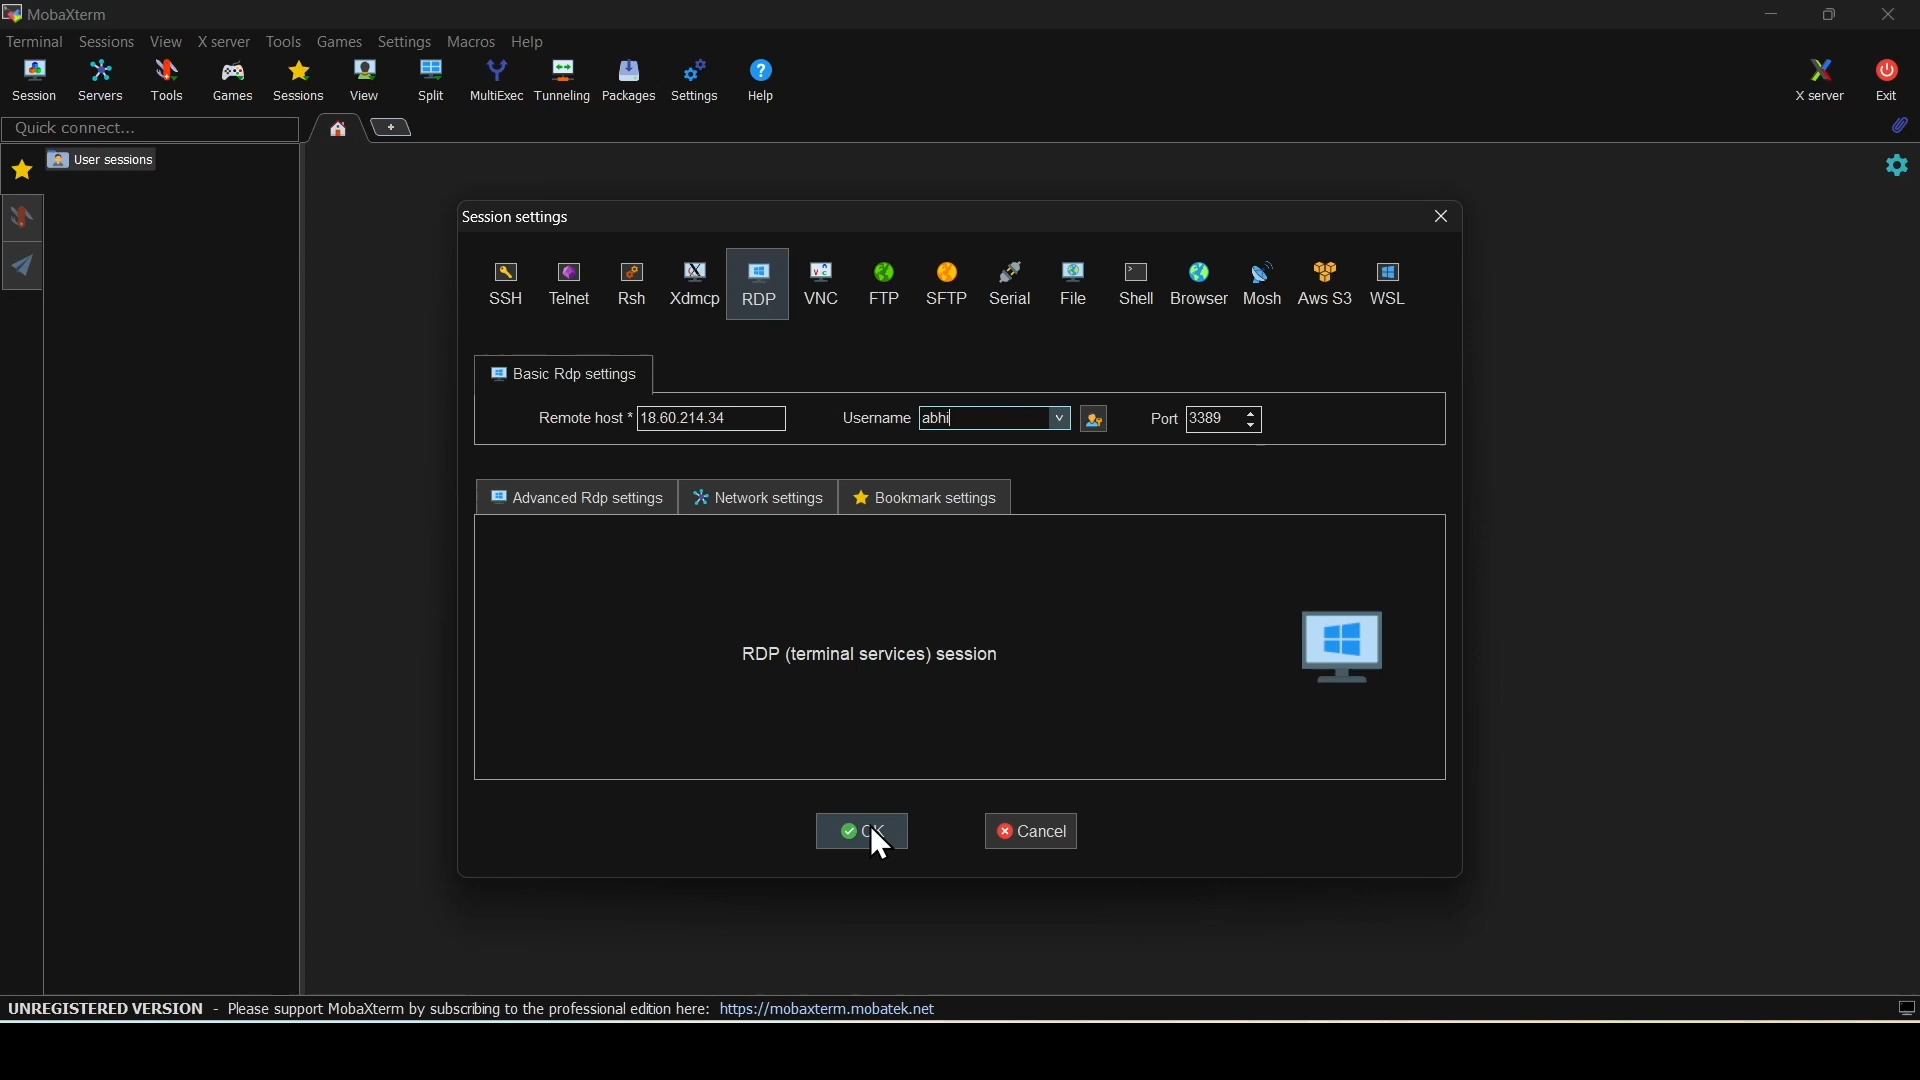 MobaXterm
Terminal Sessions View X server Tools Games Settings Macros Help
Session Servers Tools Games Sessions View Split MultiExec Tunneling Packages Settings Help X server Exit
Quick connect...
User sessions
Session settings
SSH Telnet Rsh Xdmcp RDP VNC FTP SFTP Serial File Shell Browser Mosh Aws S3 WSL
Basic Rdp settings
Remote host * 18.60.214.34 Username abhi Port 3389
Advanced Rdp settings Network settings Bookmark settings
RDP (terminal services) session
OK Cancel
UNREGISTERED VERSION - Please support MobaXterm by subscribing to the professional edition here: https://mobaxterm.mobatek.net